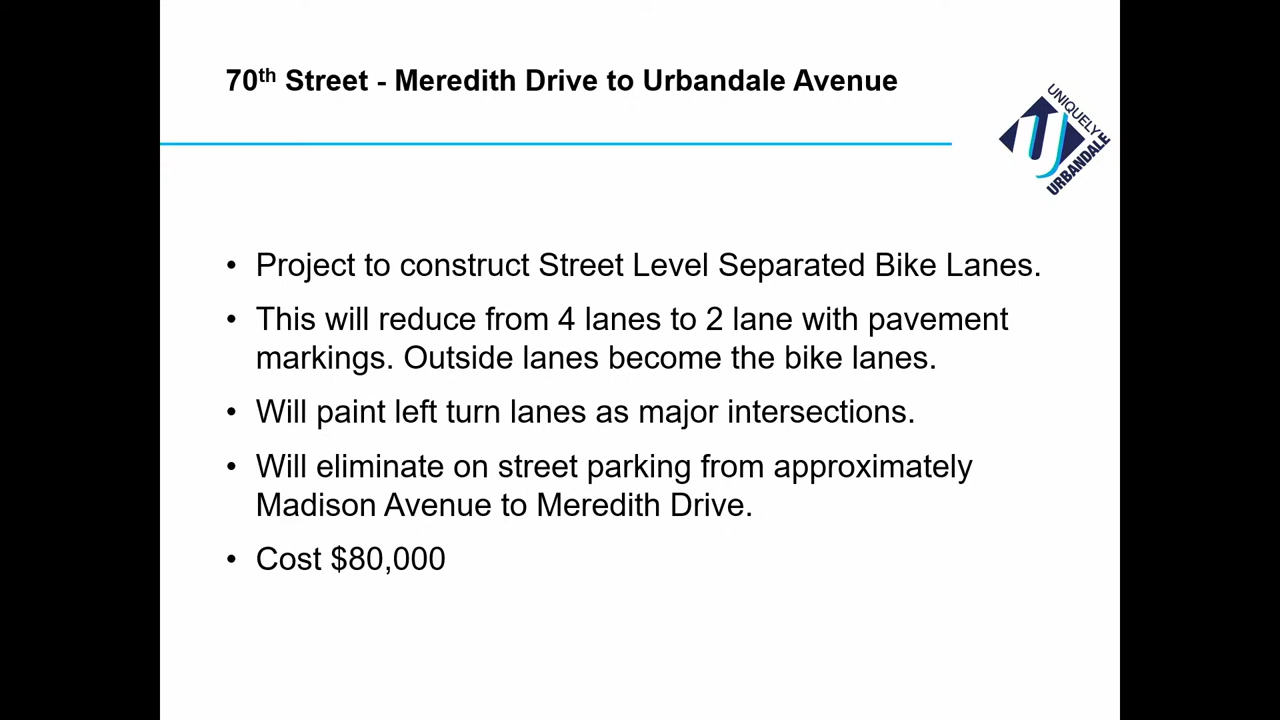 70th Street - Meredith Drive to Urbandale Avenue
UNIQUELY
URBANDALE
• Project to construct Street Level Separated Bike Lanes.
• This will reduce from 4 lanes to 2 lane with pavement
markings. Outside lanes become the bike lanes.
• Will paint left turn lanes as major intersections.
• Will eliminate on street parking from approximately
Madison Avenue to Meredith Drive.
• Cost $80,000